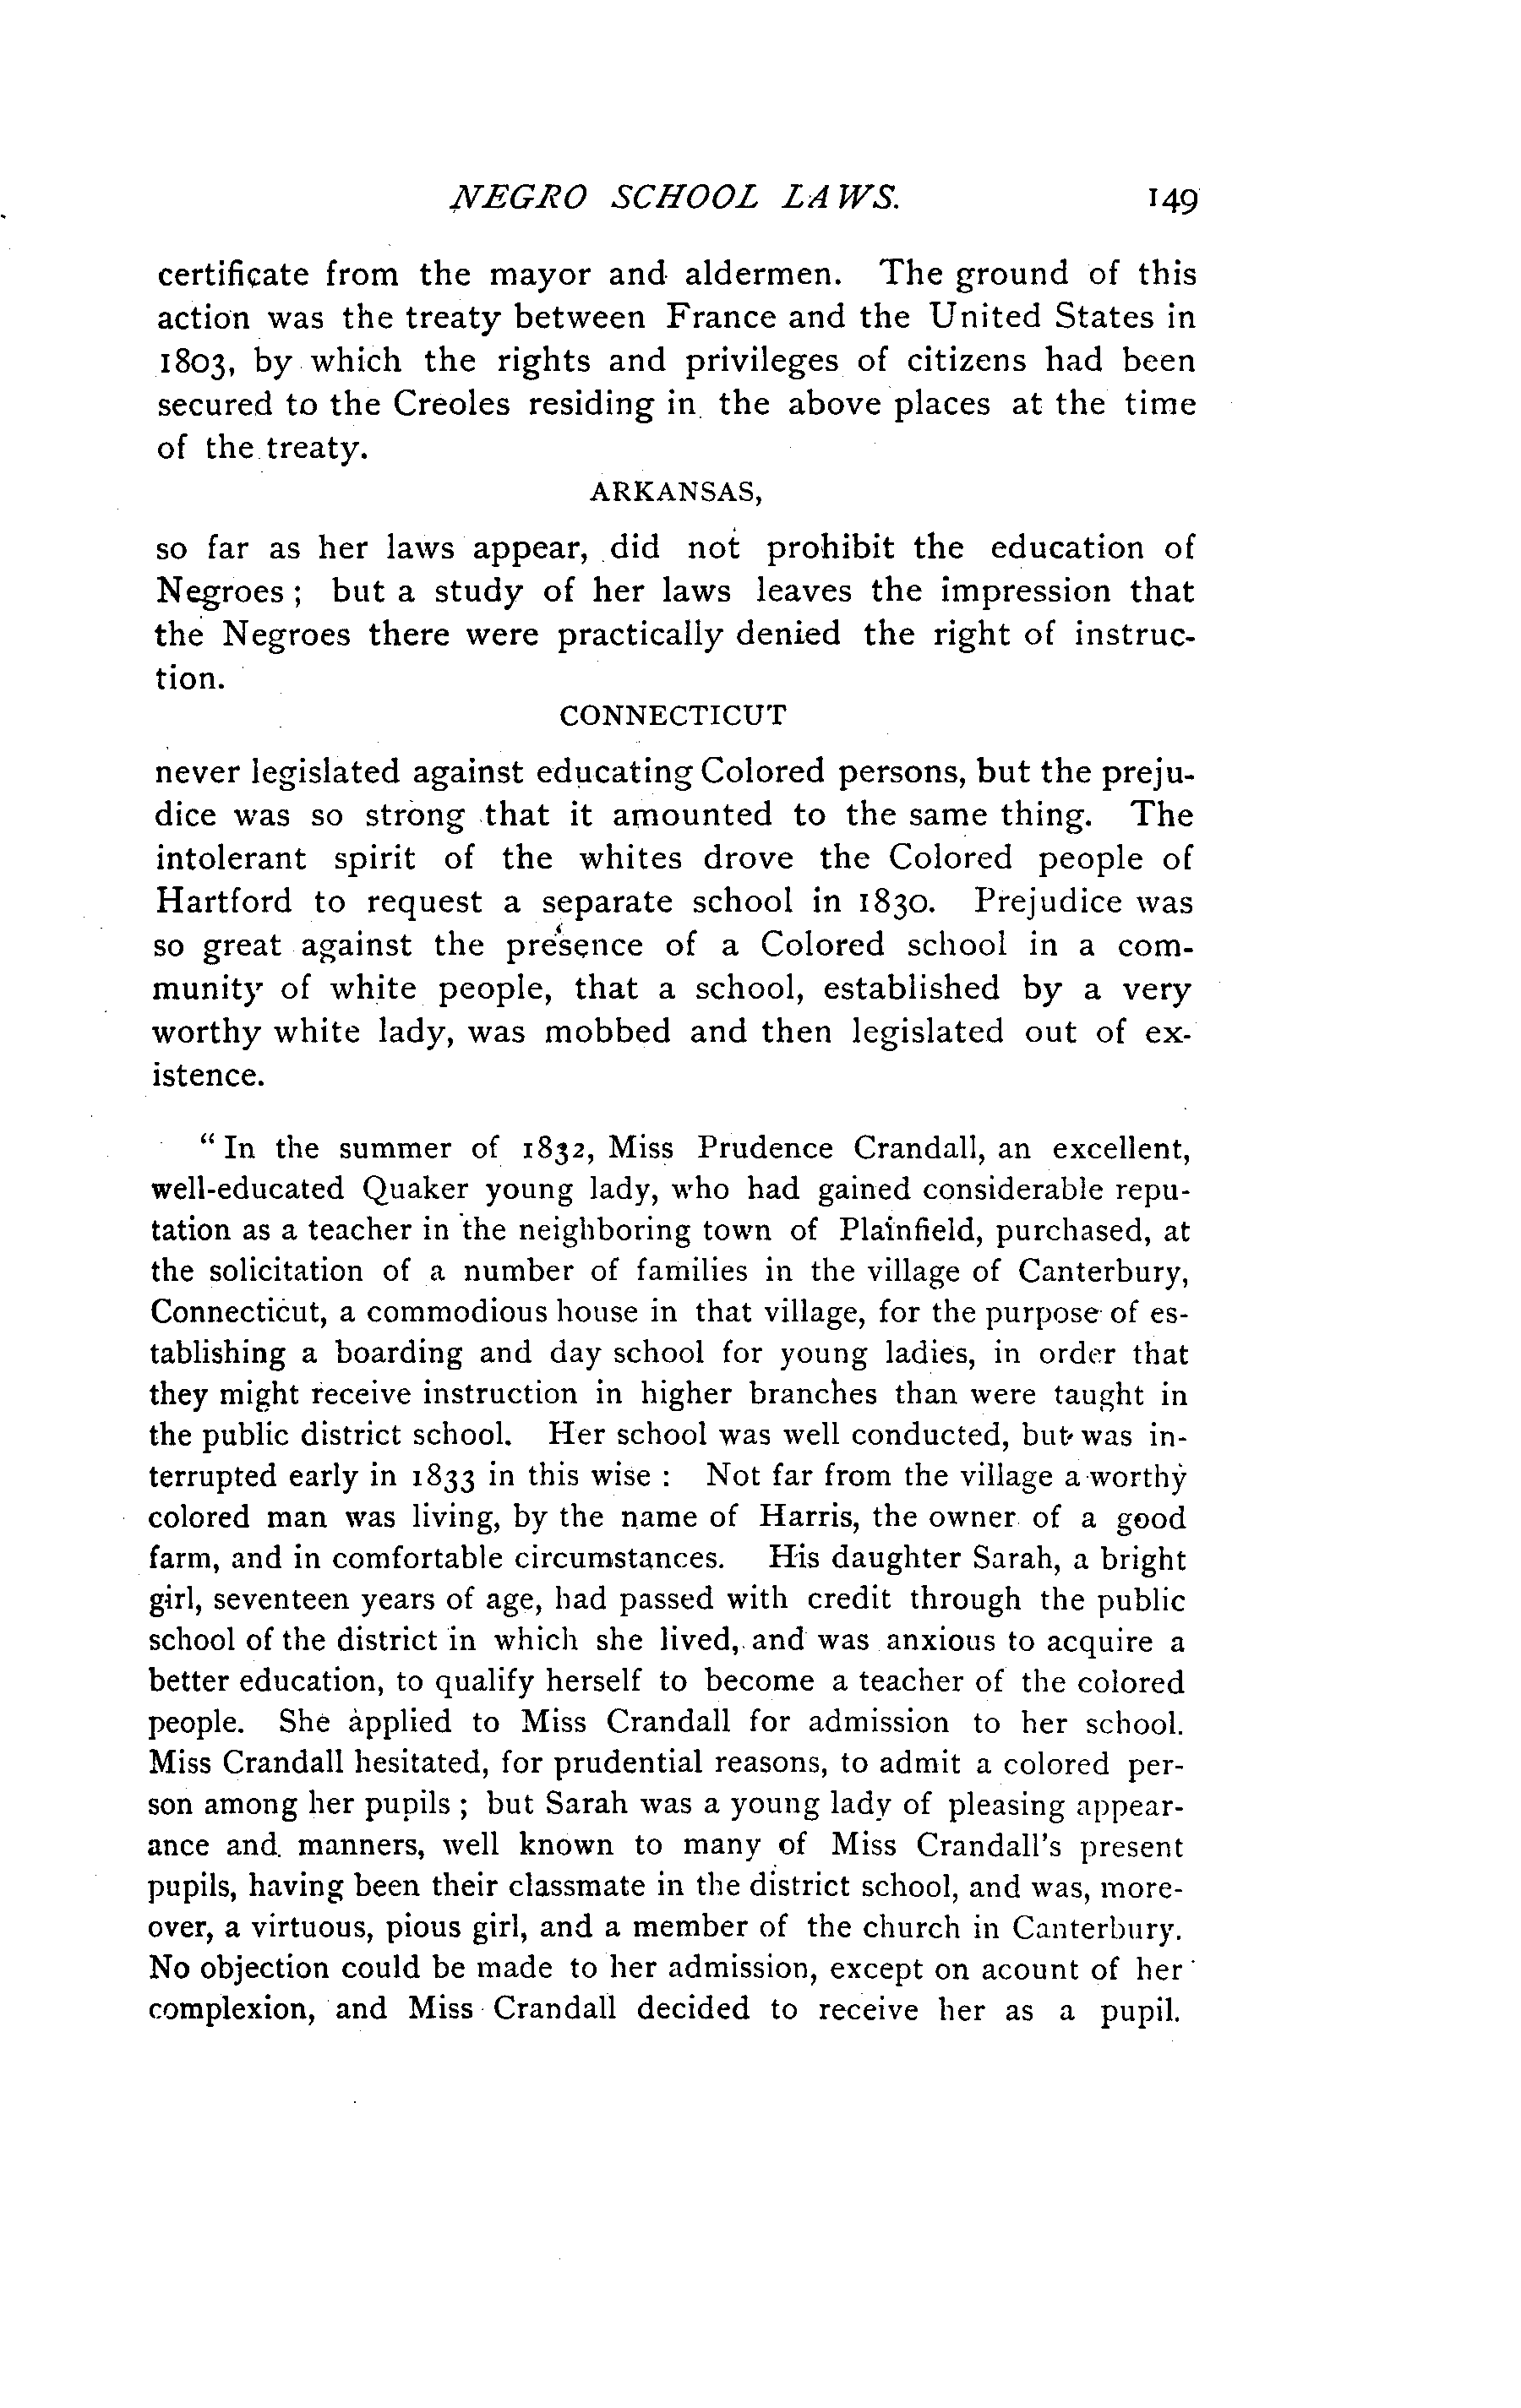 NEGRO SCHOOL LAWS. 149
certificate from the mayor and aldermen. The ground of this
action was the treaty between France and the United States in
1803, by which the rights and privileges of citizens had been
secured to the Creoles residing in the above places at the time
of the treaty.
ARKANSAS,
so far as her laws appear, did not prohibit the education of
Negroes ; but a study of her laws leaves the impression that
the Negroes there were practically denied the right of instruc-
tion.
CONNECTICUT
never legislated against educating Colored persons, but the preju-
dice was so strong that it amounted to the same thing. The
intolerant spirit of the whites drove the Colored people of
Hartford to request a separate school in 1830. Prejudice was
so great against the presence of a Colored school in a com-
munity of white people, that a school, established by a very
worthy white lady, was mobbed and then legislated out of ex-
istence.
“ In the summer of 1832, Miss Prudence Crandall, an excellent,
well-educated Quaker young lady, who had gained considerable repu-
tation as a teacher in the neighboring town of Plainfield, purchased, at
the solicitation of a number of families in the village of Canterbury,
Connecticut, a commodious house in that village, for the purpose of es-
tablishing a boarding and day school for young ladies, in order that
they might receive instruction in higher branches than were taught in
the public district school. Her school was well conducted, but was in-
terrupted early in 1833 in this wise : Not far from the village a worthy
colored man was living, by the name of Harris, the owner of a good
farm, and in comfortable circumstances. His daughter Sarah, a bright
girl, seventeen years of age, had passed with credit through the public
school of the district in which she lived, and was anxious to acquire a
better education, to qualify herself to become a teacher of the colored
people. She applied to Miss Crandall for admission to her school.
Miss Crandall hesitated, for prudential reasons, to admit a colored per-
son among her pupils ; but Sarah was a young lady of pleasing appear-
ance and manners, well known to many of Miss Crandall's present
pupils, having been their classmate in the district school, and was, more-
over, a virtuous, pious girl, and a member of the church in Canterbury.
No objection could be made to her admission, except on acount of her
complexion, and Miss Crandall decided to receive her as a pupil.